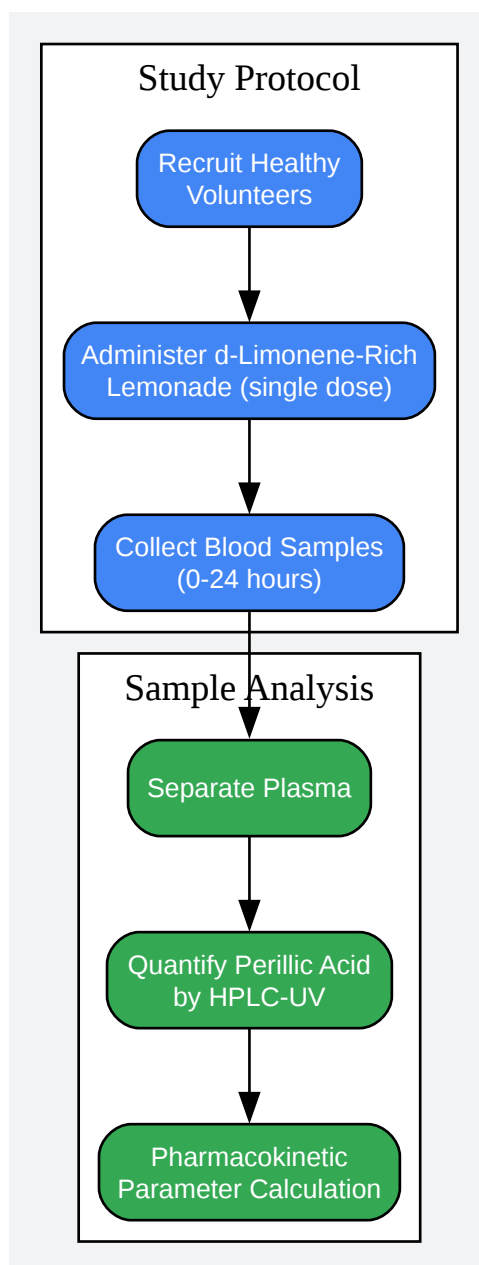 Study Protocol
Recruit Healthy
Volunteers
Administer d-Limonene-Rich
Lemonade (single dose)
Collect Blood Samples
(0-24 hours)
Sample Analysis
Separate Plasma
Quantify Perillic Acid
by HPLC-UV
Pharmacokinetic
Parameter Calculation